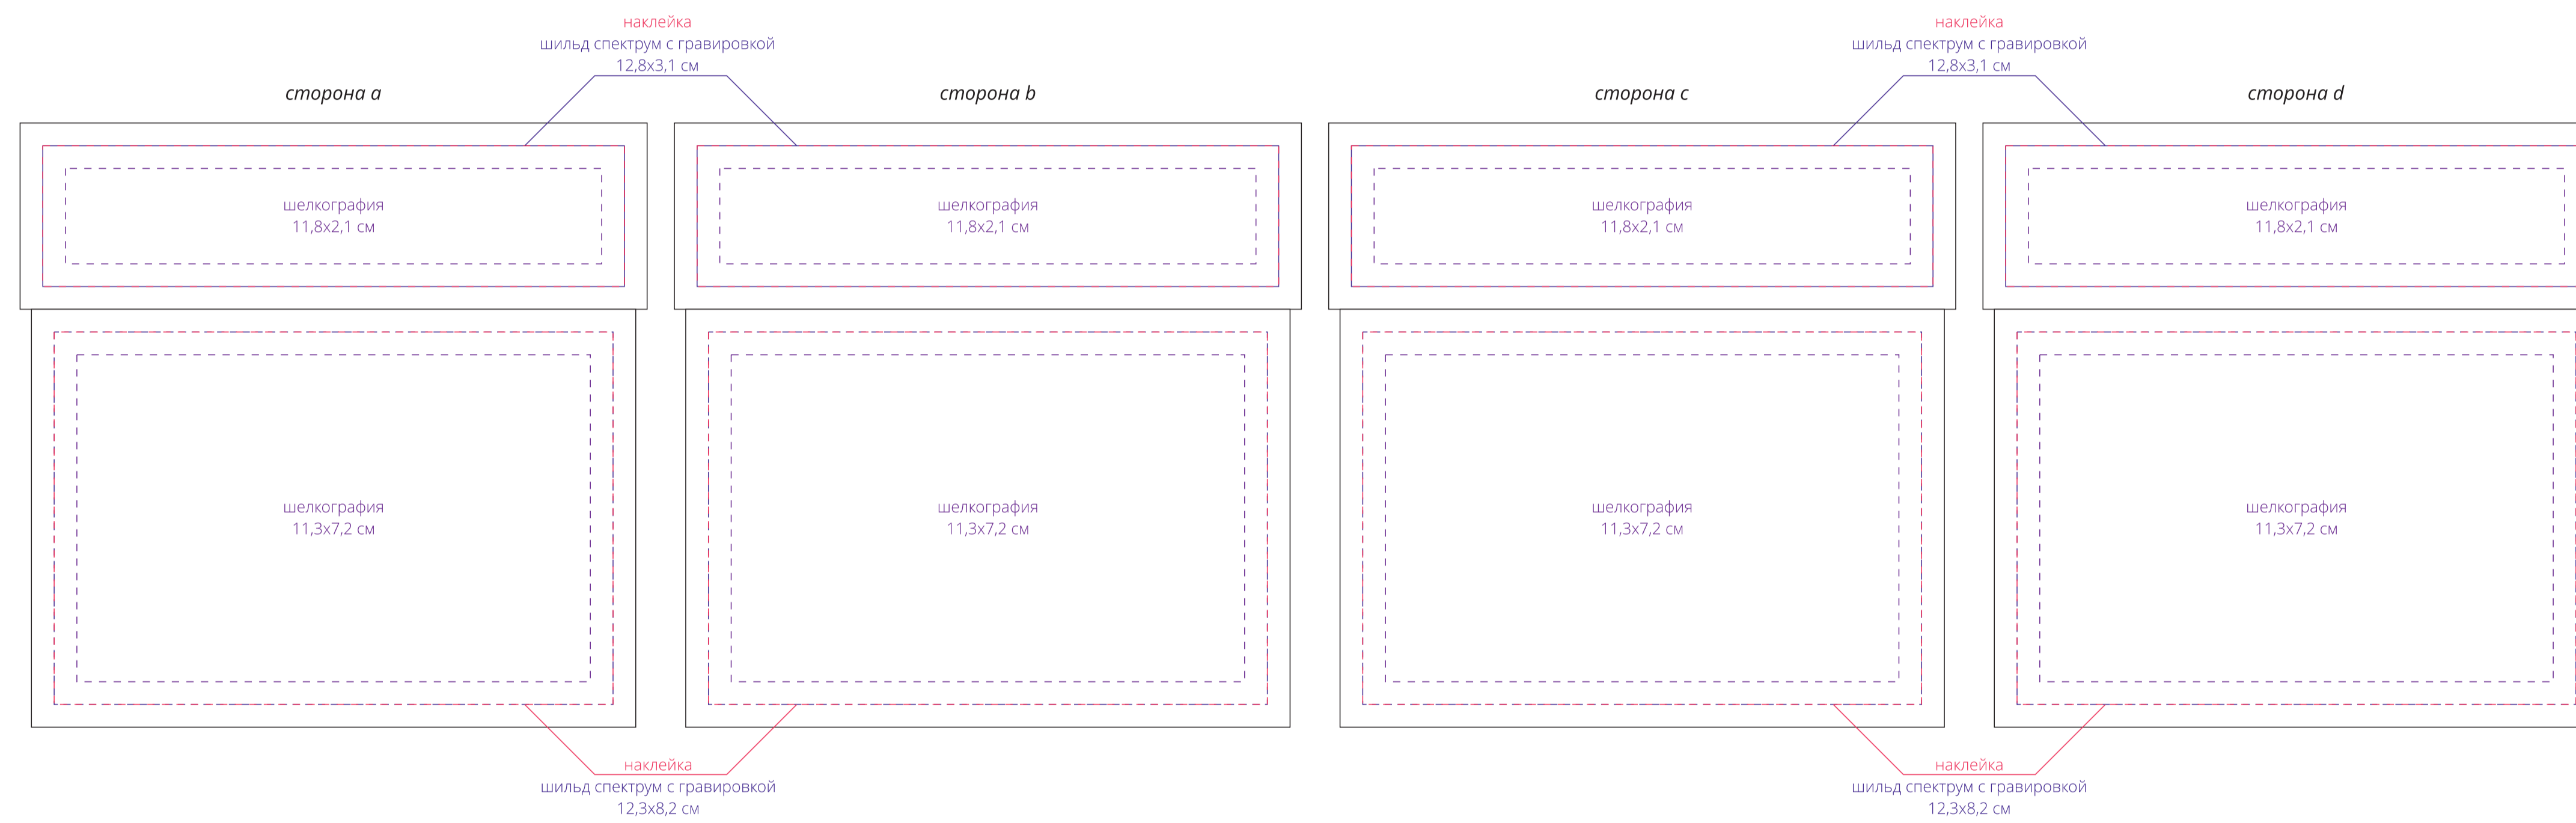 наклейка
шильд спектрум с гравировкой
12,8х3,1 см
наклейка
шильд спектрум с гравировкой
12,8х3,1 см
сторона a
сторона b
сторона c
сторона d
шелкография
11,8х2,1 см
шелкография
11,8х2,1 см
шелкография
11,8х2,1 см
шелкография
11,8х2,1 см
шелкография
11,3х7,2 см
шелкография
11,3х7,2 см
шелкография
11,3х7,2 см
шелкография
11,3х7,2 см
наклейка
шильд спектрум с гравировкой
12,3х8,2 см
наклейка
шильд спектрум с гравировкой
12,3х8,2 см